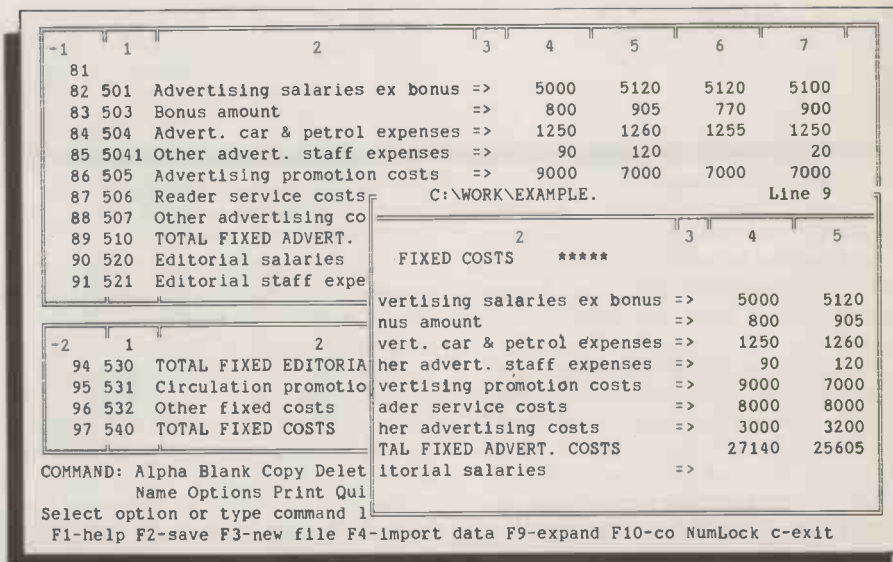 -1 1 2 3 4 5 6 7
81
82 501 Advertising salaries ex bonus => 5000 5120 5120 5100
83 503 Bonus amount => 800 905 770 900
84 504 Advert. car & petrol expenses => 1250 1260 1255 1250
85 5041 Other advert. staff expenses => 90 120 20
86 505 Advertising promotion costs => 9000 7000 7000 7000
87 506 Reader service costs
88 507 Other advertising co
89 510 TOTAL FIXED ADVERT.
90 520 Editorial salaries
91 521 Editorial staff expe
C:\WORK\EXAMPLE. Line 9
2 3 4 5
FIXED COSTS *****
vertising salaries ex bonus => 5000 5120
nus amount => 800 905
vert. car & petrol expenses => 1250 1260
her advert. staff expenses => 90 120
vertising promotion costs => 9000 7000
ader service costs => 8000 8000
her advertising costs => 3000 3200
TAL FIXED ADVERT. COSTS 27140 25605
itorial salaries =>
-2 1 2
94 530 TOTAL FIXED EDITORIA
95 531 Circulation promotio
96 532 Other fixed costs
97 540 TOTAL FIXED COSTS
COMMAND: Alpha Blank Copy Delet
Name Options Print Qui
Select option or type command l
F1-help F2-save F3-new file F4-import data F9-expand F10-co NumLock c-exit